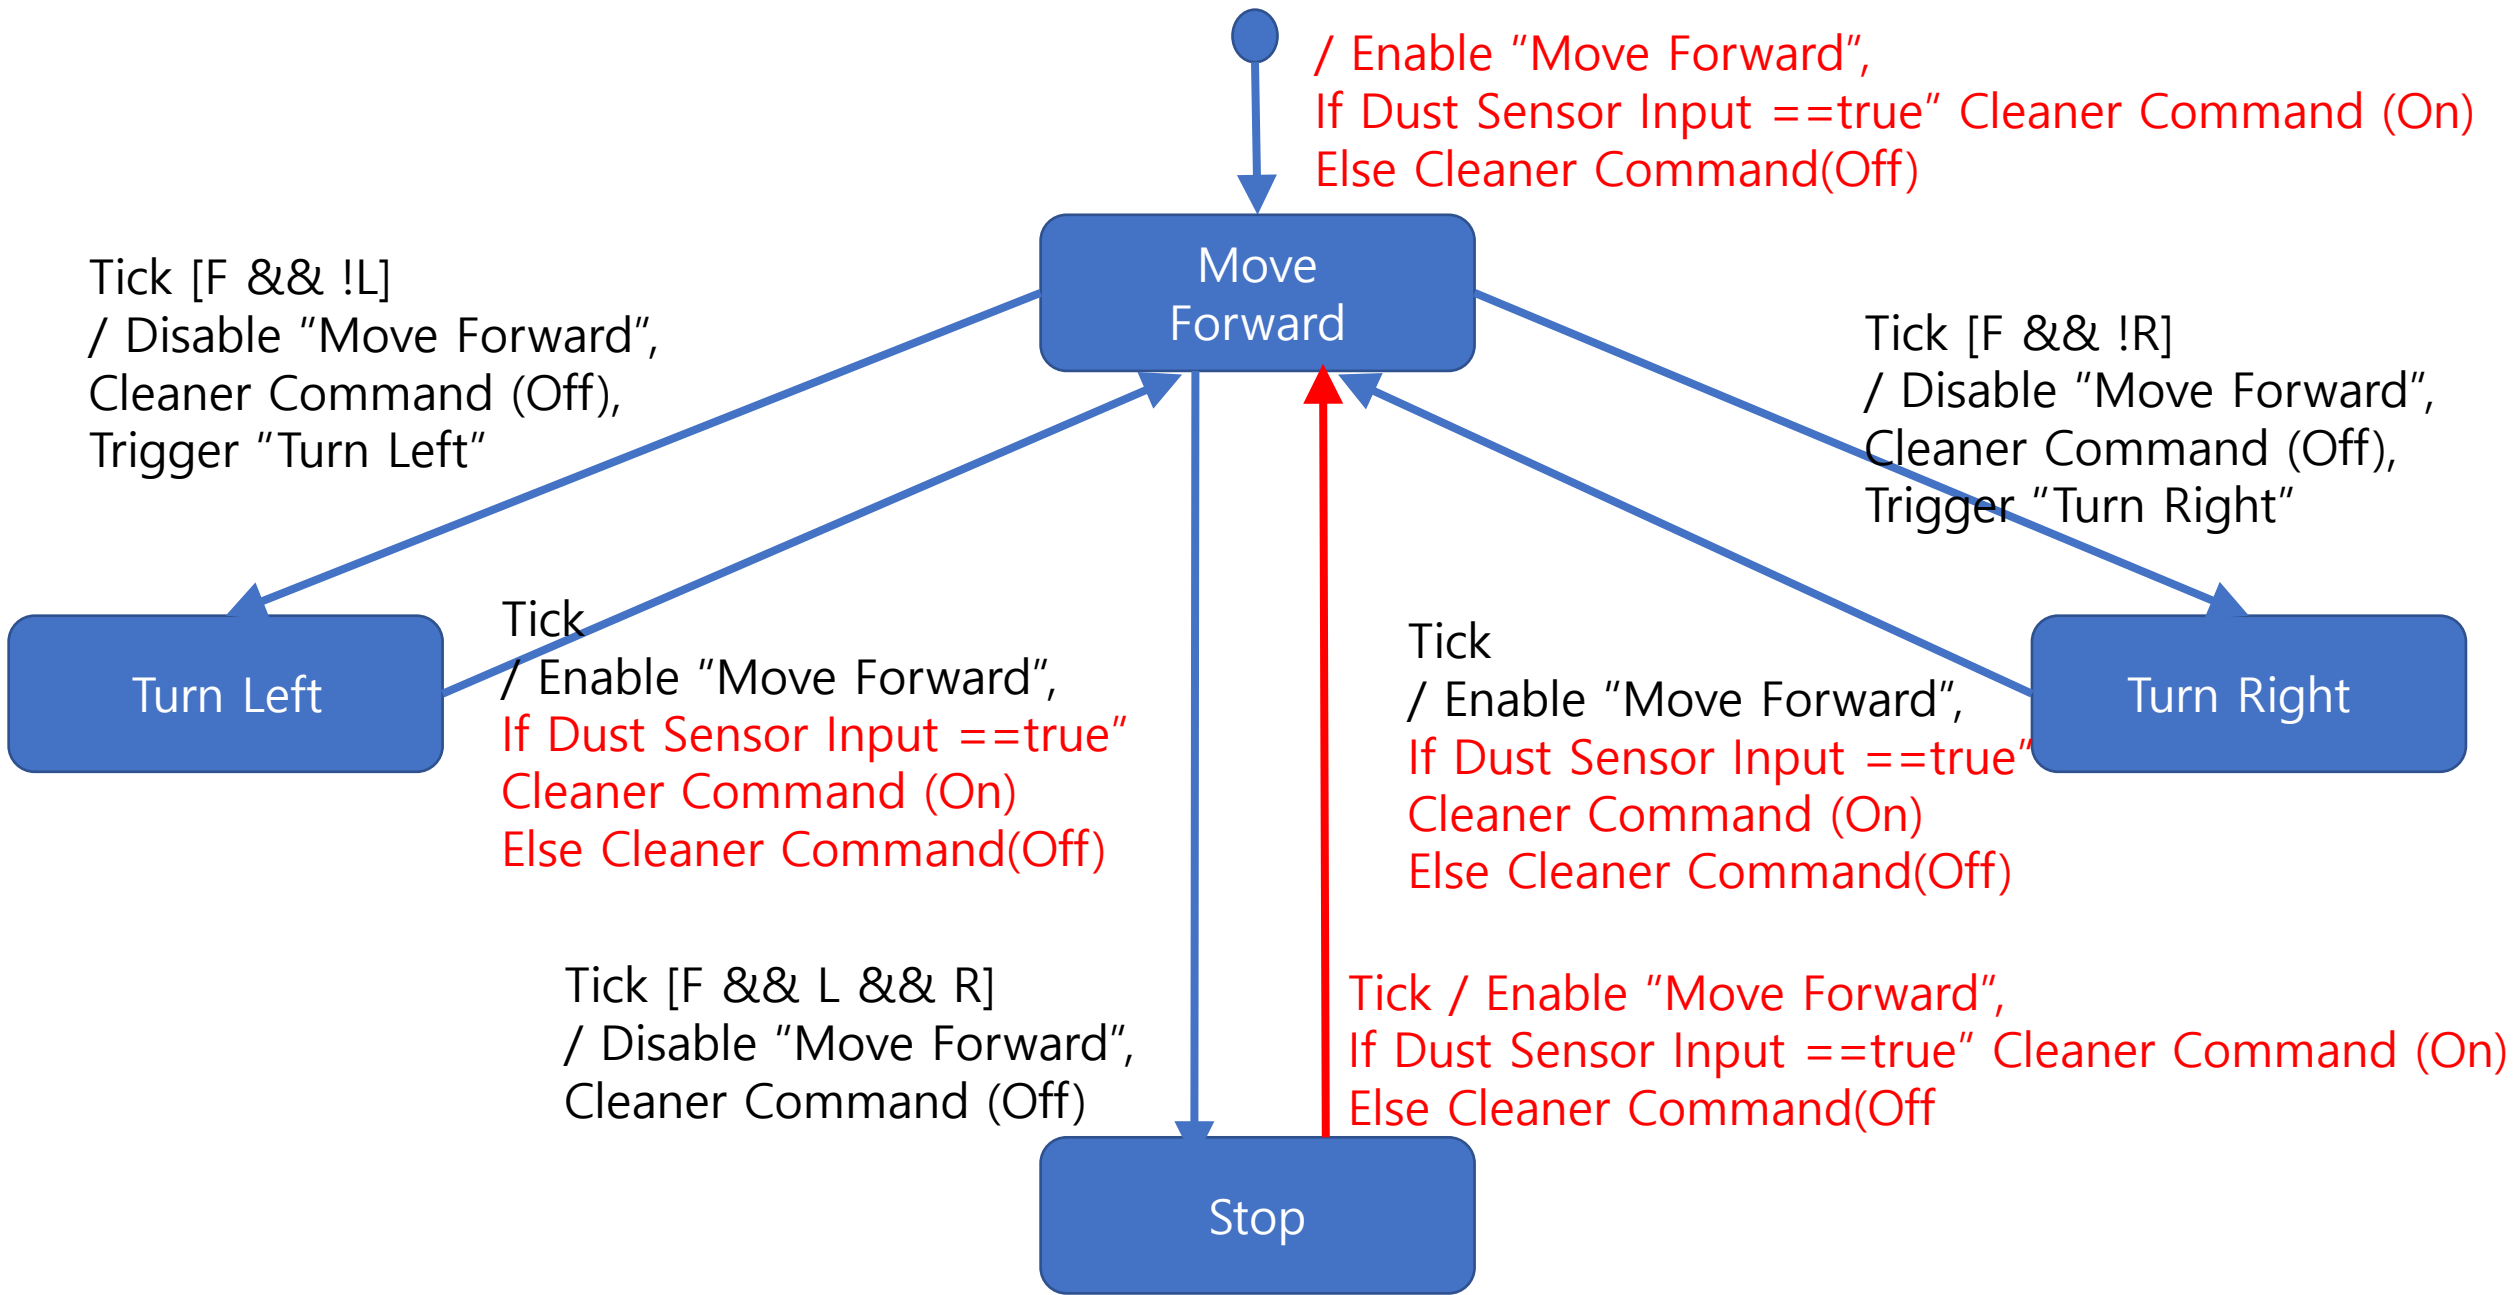 / Enable "Move Forward",
If Dust Sensor Input ==true" Cleaner Command (On)
Else Cleaner Command(Off)
Move
Forward
Tick [F && !L]
/ Disable "Move Forward",
Cleaner Command (Off),
Trigger "Turn Left"
Tick [F && !R]
/ Disable "Move Forward",
Cleaner Command (Off),
Trigger "Turn Right"
Turn Left
Tick
/ Enable "Move Forward",
If Dust Sensor Input ==true"
Cleaner Command (On)
Else Cleaner Command(Off)
Tick
/ Enable "Move Forward",
If Dust Sensor Input ==true"
Cleaner Command (On)
Else Cleaner Command(Off)
Turn Right
Tick [F && L && R]
/ Disable "Move Forward",
Cleaner Command (Off)
Tick / Enable "Move Forward",
If Dust Sensor Input ==true" Cleaner Command (On)
Else Cleaner Command(Off
Stop